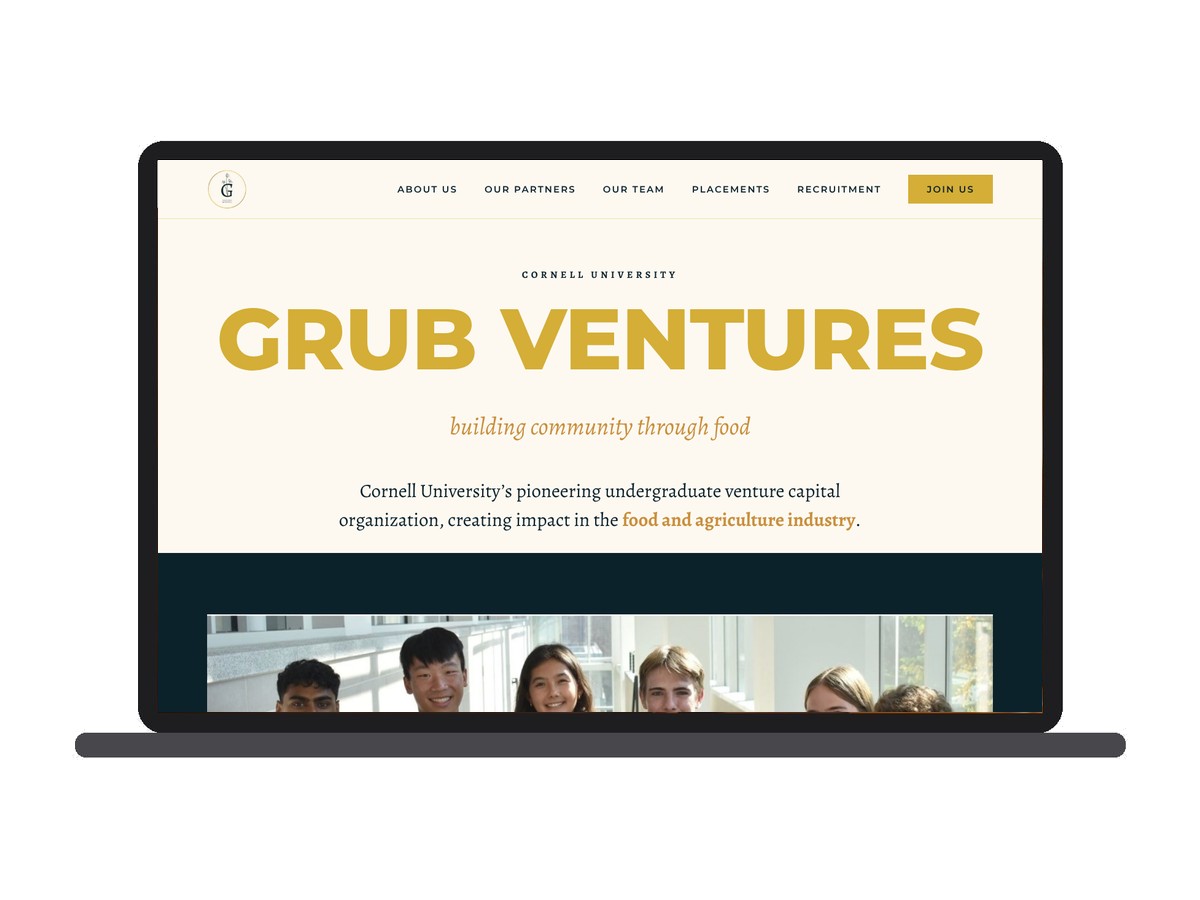 G
ABOUT US
OUR PARTNERS
OUR TEAM
PLACEMENTS
RECRUITMENT
JOIN US
CORNELL UNIVERSITY
GRUB VENTURES
building community through food
Cornell University’s pioneering undergraduate venture capital
organization, creating impact in the food and agriculture industry.